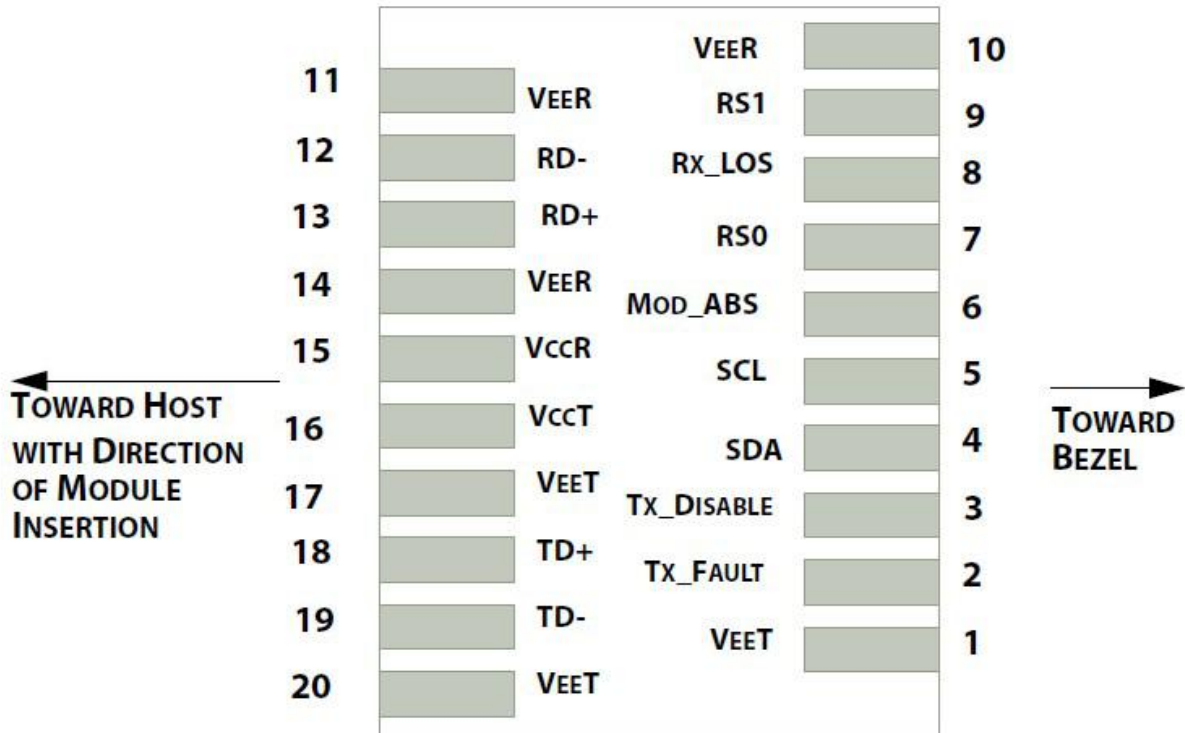 VEER 10
11 VEER
RS1 9
12 RD-
RX_LOS 8
13 RD+
RS0 7
14 VEER
MOD_ABS 6
15 VCCR
SCL 5
TOWARD HOST
WITH DIRECTION
OF MODULE
INSERTION
16 VCCT
TOWARD
BEZEL
SDA 4
17 VEET
TX_DISABLE 3
18 TD+
TX_FAULT 2
19 TD-
VEET 1
20 VEET